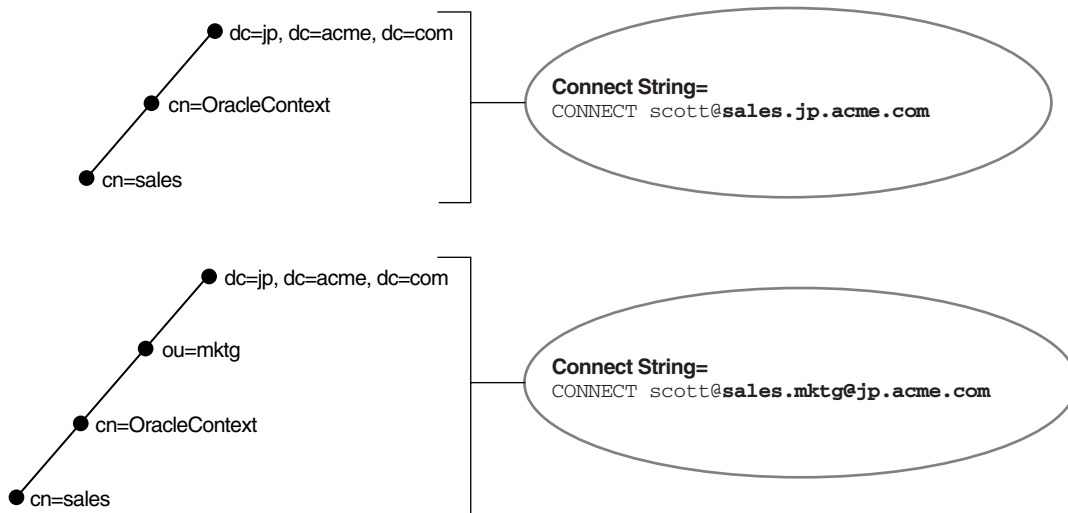 dc=jp, dc=acme, dc=com
cn=OracleContext
cn=sales
Connect String=
CONNECT scott@sales.jp.acme.com
dc=jp, dc=acme, dc=com
ou=mktg
cn=OracleContext
cn=sales
Connect String=
CONNECT scott@sales.mktg@jp.acme.com